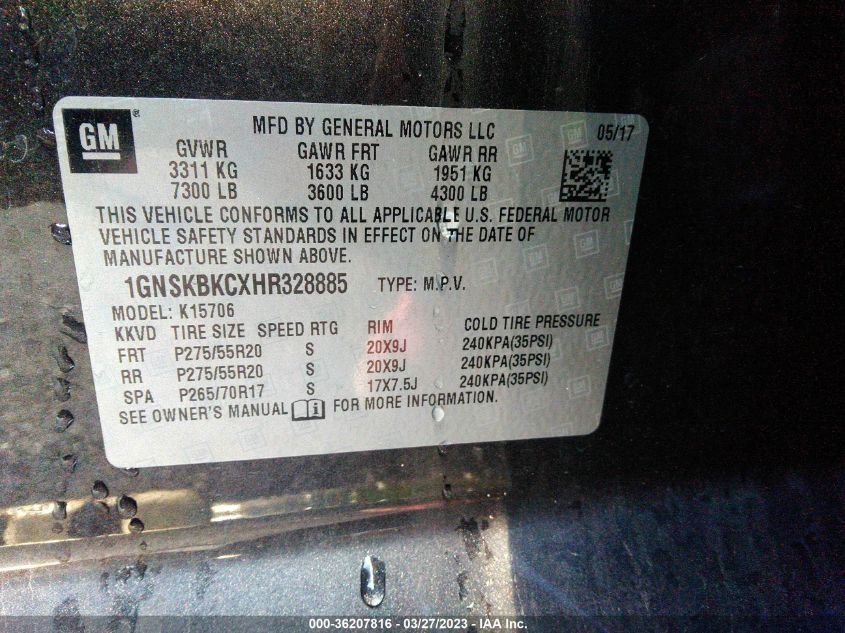 GM
MFD BY GENERAL MOTORS LLC 05/17
GVWR GAWR FRT GAWR RR
3311 KG 1633 KG 1951 KG
7300 LB 3600 LB 4300 LB
THIS VEHICLE CONFORMS TO ALL APPLICABLE U.S. FEDERAL MOTOR
VEHICLE SAFETY STANDARDS IN EFFECT ON THE DATE OF
MANUFACTURE SHOWN ABOVE.
1GNSKBKCXHR328885 TYPE: M.P.V.
MODEL: K15706
KKVD TIRE SIZE SPEED RTG RIM COLD TIRE PRESSURE
FRT P275/55R20 S 20X9J 240KPA(35PSI)
RR P275/55R20 S 20X9J 240KPA(35PSI)
SPA P265/70R17 S 17X7.5J 240KPA(35PSI)
SEE OWNER'S MANUAL i FOR MORE INFORMATION.
000-36207816 - 03/27/2023 - IAA Inc.